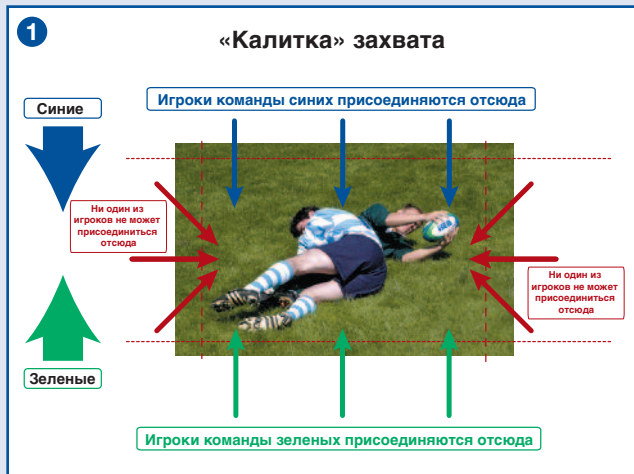 1
«Калитка» захвата
Синие
Игроки команды синих присоединяются отсюда
Ни один из
игроков не может
присоединиться
отсюда
Ни один из
игроков не может
присоединиться
отсюда
Зеленые
Игроки команды зеленых присоединяются отсюда